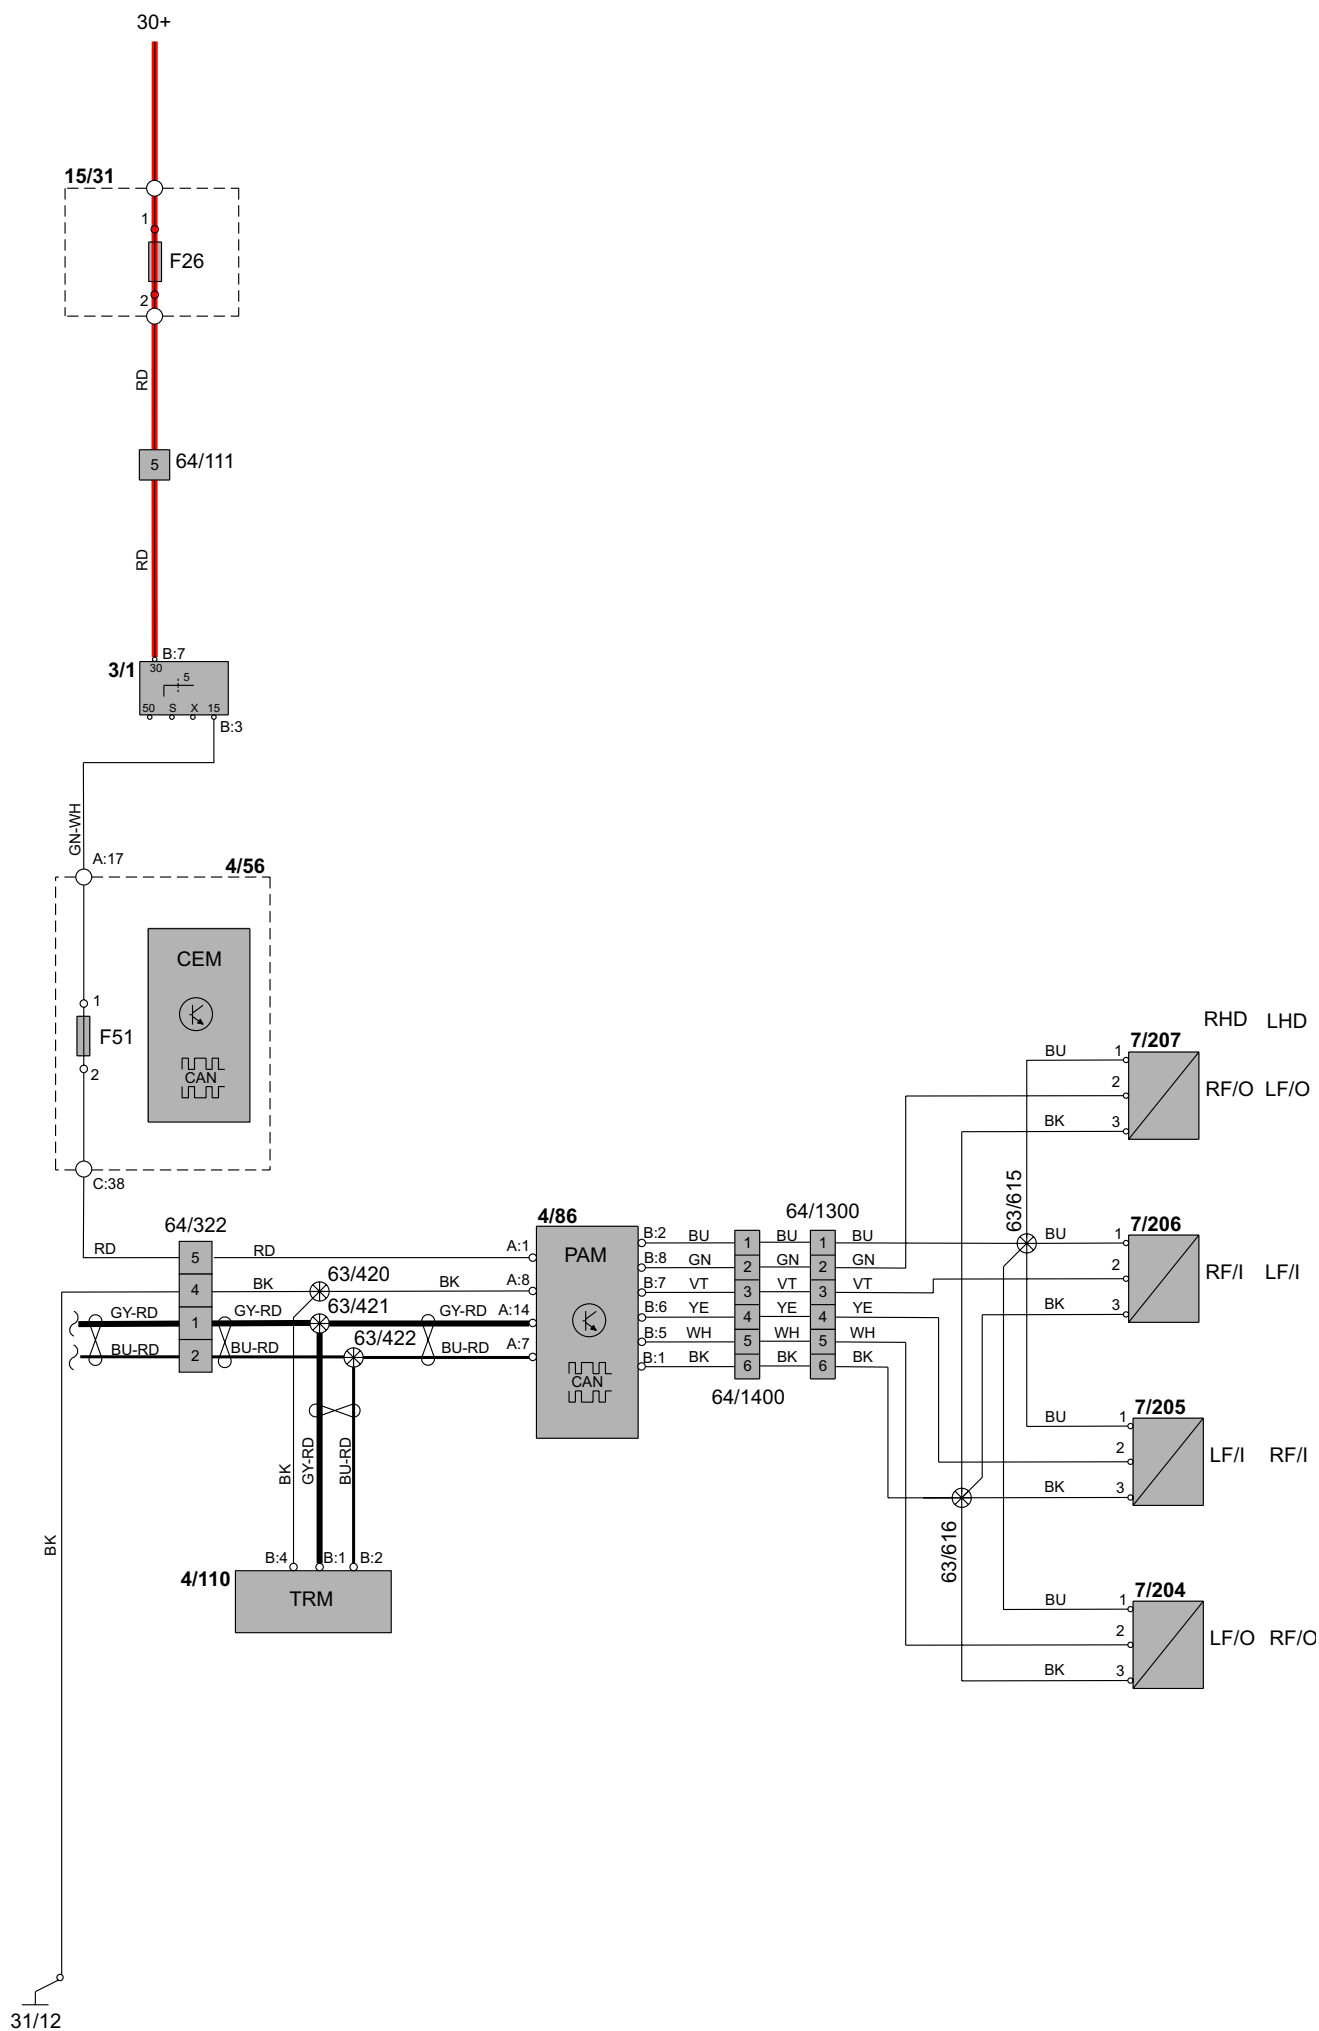 30+
15/31
1
F26
2
RD
5 64/111
RD
B:7
3/1
30
5
50 S X 15
B:3
GN-WH
A:17
4/56
CEM
1
F51
2
CAN
C:38
RHD LHD
7/207
BU 1
2
RF/O LF/O
BK 3
63/615
64/322
4/86
64/1300
7/206
RD 5 RD A:1
PAM
B:2 BU 1 BU 1 BU
BU 1
B:8 GN 2 GN 2 GN
2
RF/I LF/I
4 BK 63/420 BK A:8
B:7 VT 3 VT 3 VT
GY-RD 1 GY-RD 63/421 GY-RD A:14
B:6 YE 4 YE 4 YE
BK 3
BU-RD 2 BU-RD 63/422 BU-RD A:7
B:5 WH 5 WH 5 WH
B:1 BK 6 BK 6 BK
CAN
64/1400
7/205
BU 1
2
LF/I RF/I
BK 3
BK
GY-RD
BU-RD
BK
63/616
B:4 B:1 B:2
4/110
TRM
7/204
BU 1
2
LF/O RF/O
BK 3
31/12